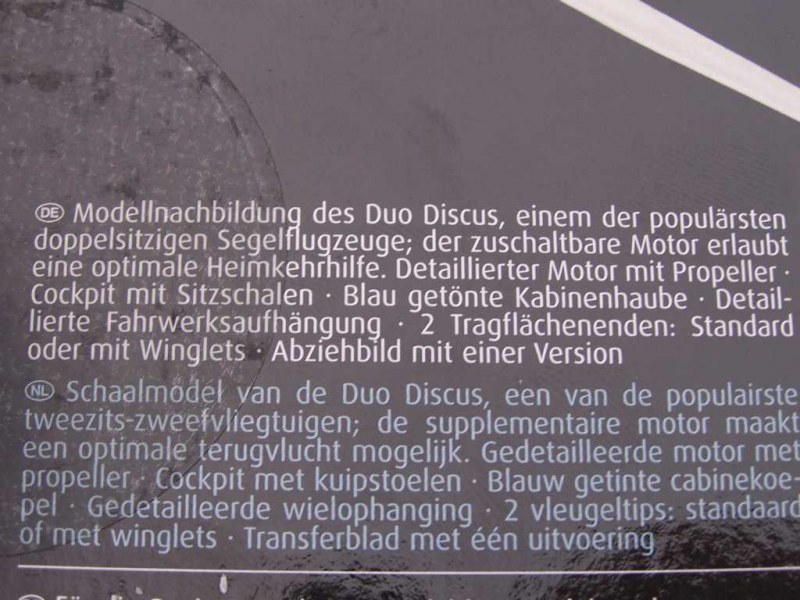 DE Modellnachbildung des Duo Discus, einem der populärsten
doppelsitzigen Segelflugzeuge; der zuschaltbare Motor erlaubt
eine optimale Heimkehrhilfe. Detaillierter Motor mit Propeller ·
Cockpit mit Sitzschalen · Blau getönte Kabinenhaube · Detail-
lierte Fahrwerksaufhängung · 2 Tragflächenenden: Standard
oder mit Winglets · Abziehbild mit einer Version
NL Schaalmodel van de Duo Discus, een van de populairste
tweezits-zweefvliegtuigen; de supplementaire motor maakt
een optimale terugvlucht mogelijk. Gedetailleerde motor met
propeller · Cockpit met kuipstoelen · Blauw getinte cabinekoe-
pel · Gedetailleerde wielophanging · 2 vleugeltips: standaard
of met winglets · Transferblad met één uitvoering